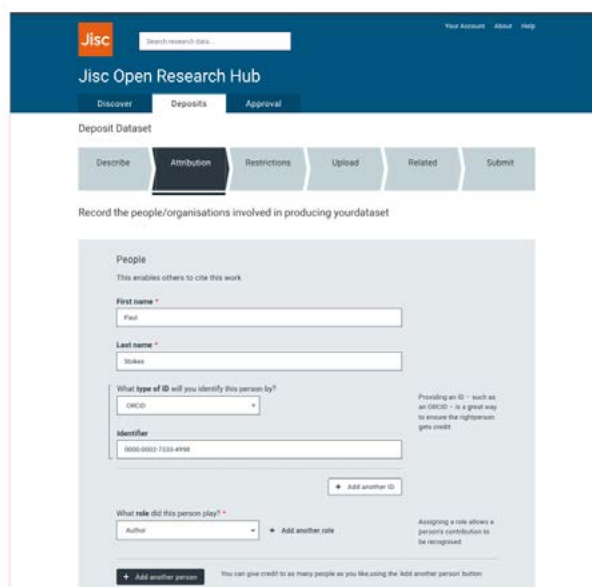 Your Account About Help
Jisc
Search research data...
Jisc Open Research Hub
Discover Deposits Approval
Deposit Dataset
Describe Attribution Restrictions Upload Related Submit
Record the people/organisations involved in producing yourdataset
People
This enables others to cite this work
First name *
Paul
Last name *
Stokes
What type of ID will you identify this person by?
ORCID
Providing an ID - such as
an ORCID - is a great way
to ensure the rightperson
gets credit
Identifier
0000-0002-7333-4998
+ Add another ID
What role did this person play? *
Author + Add another role
Assigning a role allows a
person's contribution to
be recognised
+ Add another person You can give credit to as many people as you like,using the 'Add another person' button